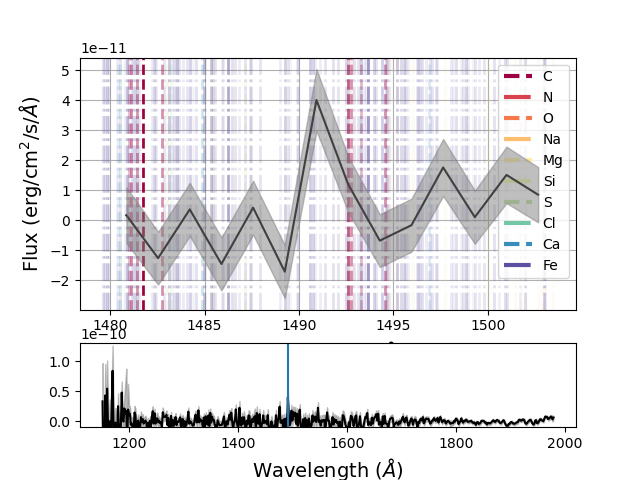 1e−11
5
4
3
2
1
0
−1
−2
Flux (erg/cm²/s/Å)
C
N
O
Na
Mg
Si
S
Cl
Ca
Fe
1480 1485 1490 1495 1500
1e−10
1.0
0.5
0.0
1200 1400 1600 1800 2000
Wavelength (Å)